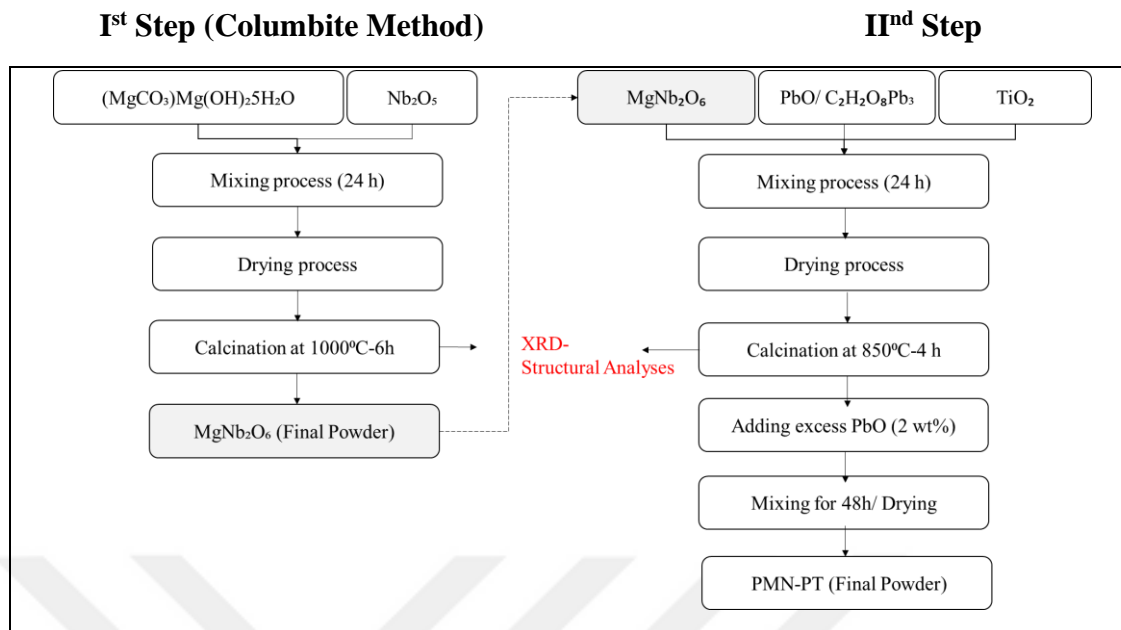 Iˢᵗ Step (Columbite Method)
IIⁿᵈ Step
(MgCO₃)Mg(OH)₂5H₂O
Nb₂O₅
Mixing process (24 h)
Drying process
Calcination at 1000⁰C-6h
MgNb₂O₆ (Final Powder)
XRD-
Structural Analyses
MgNb₂O₆
PbO/ C₂H₂O₈Pb₃
TiO₂
Mixing process (24 h)
Drying process
Calcination at 850⁰C-4 h
Adding excess PbO (2 wt%)
Mixing for 48h/ Drying
PMN-PT (Final Powder)